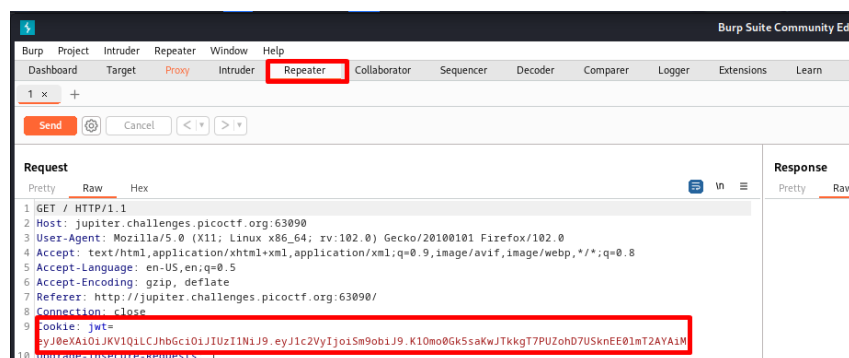 Burp Suite Community Ed
Burp Project Intruder Repeater Window Help
Dashboard Target Proxy Intruder Repeater Collaborator Sequencer Decoder Comparer Logger Extensions Learn
1 × +
Send Cancel < >
Request Response
Pretty Raw Hex \n Pretty Raw
1 GET / HTTP/1.1
2 Host: jupiter.challenges.picoctf.org:63090
3 User-Agent: Mozilla/5.0 (X11; Linux x86_64; rv:102.0) Gecko/20100101 Firefox/102.0
4 Accept: text/html,application/xhtml+xml,application/xml;q=0.9,image/avif,image/webp,*/*;q=0.8
5 Accept-Language: en-US,en;q=0.5
6 Accept-Encoding: gzip, deflate
7 Referer: http://jupiter.challenges.picoctf.org:63090/
8 Connection: close
9 Cookie: jwt=
eyJ0eXAiOiJKV1QiLCJhbGciOiJIUzI1NiJ9.eyJ1c2VyIjoiSm9obiJ9.K1Omo0Gk5saKwJTkkgT7PUZohD7USknEE01mT2AYAiM
10 Upgrade-Insecure-Requests: 1